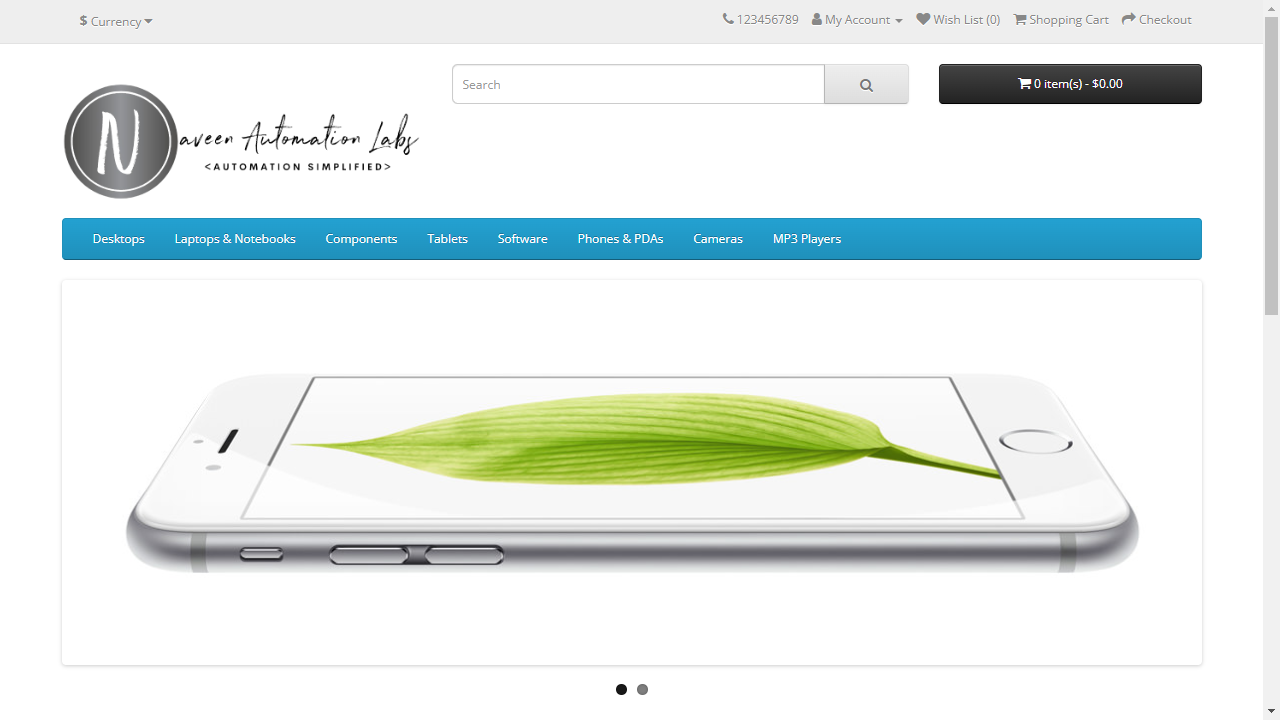 $ Currency
123456789 My Account Wish List (0) Shopping Cart Checkout
Search
0 item(s) - $0.00
N aveen Automation Labs
<AUTOMATION SIMPLIFIED>
Desktops Laptops & Notebooks Components Tablets Software Phones & PDAs Cameras MP3 Players